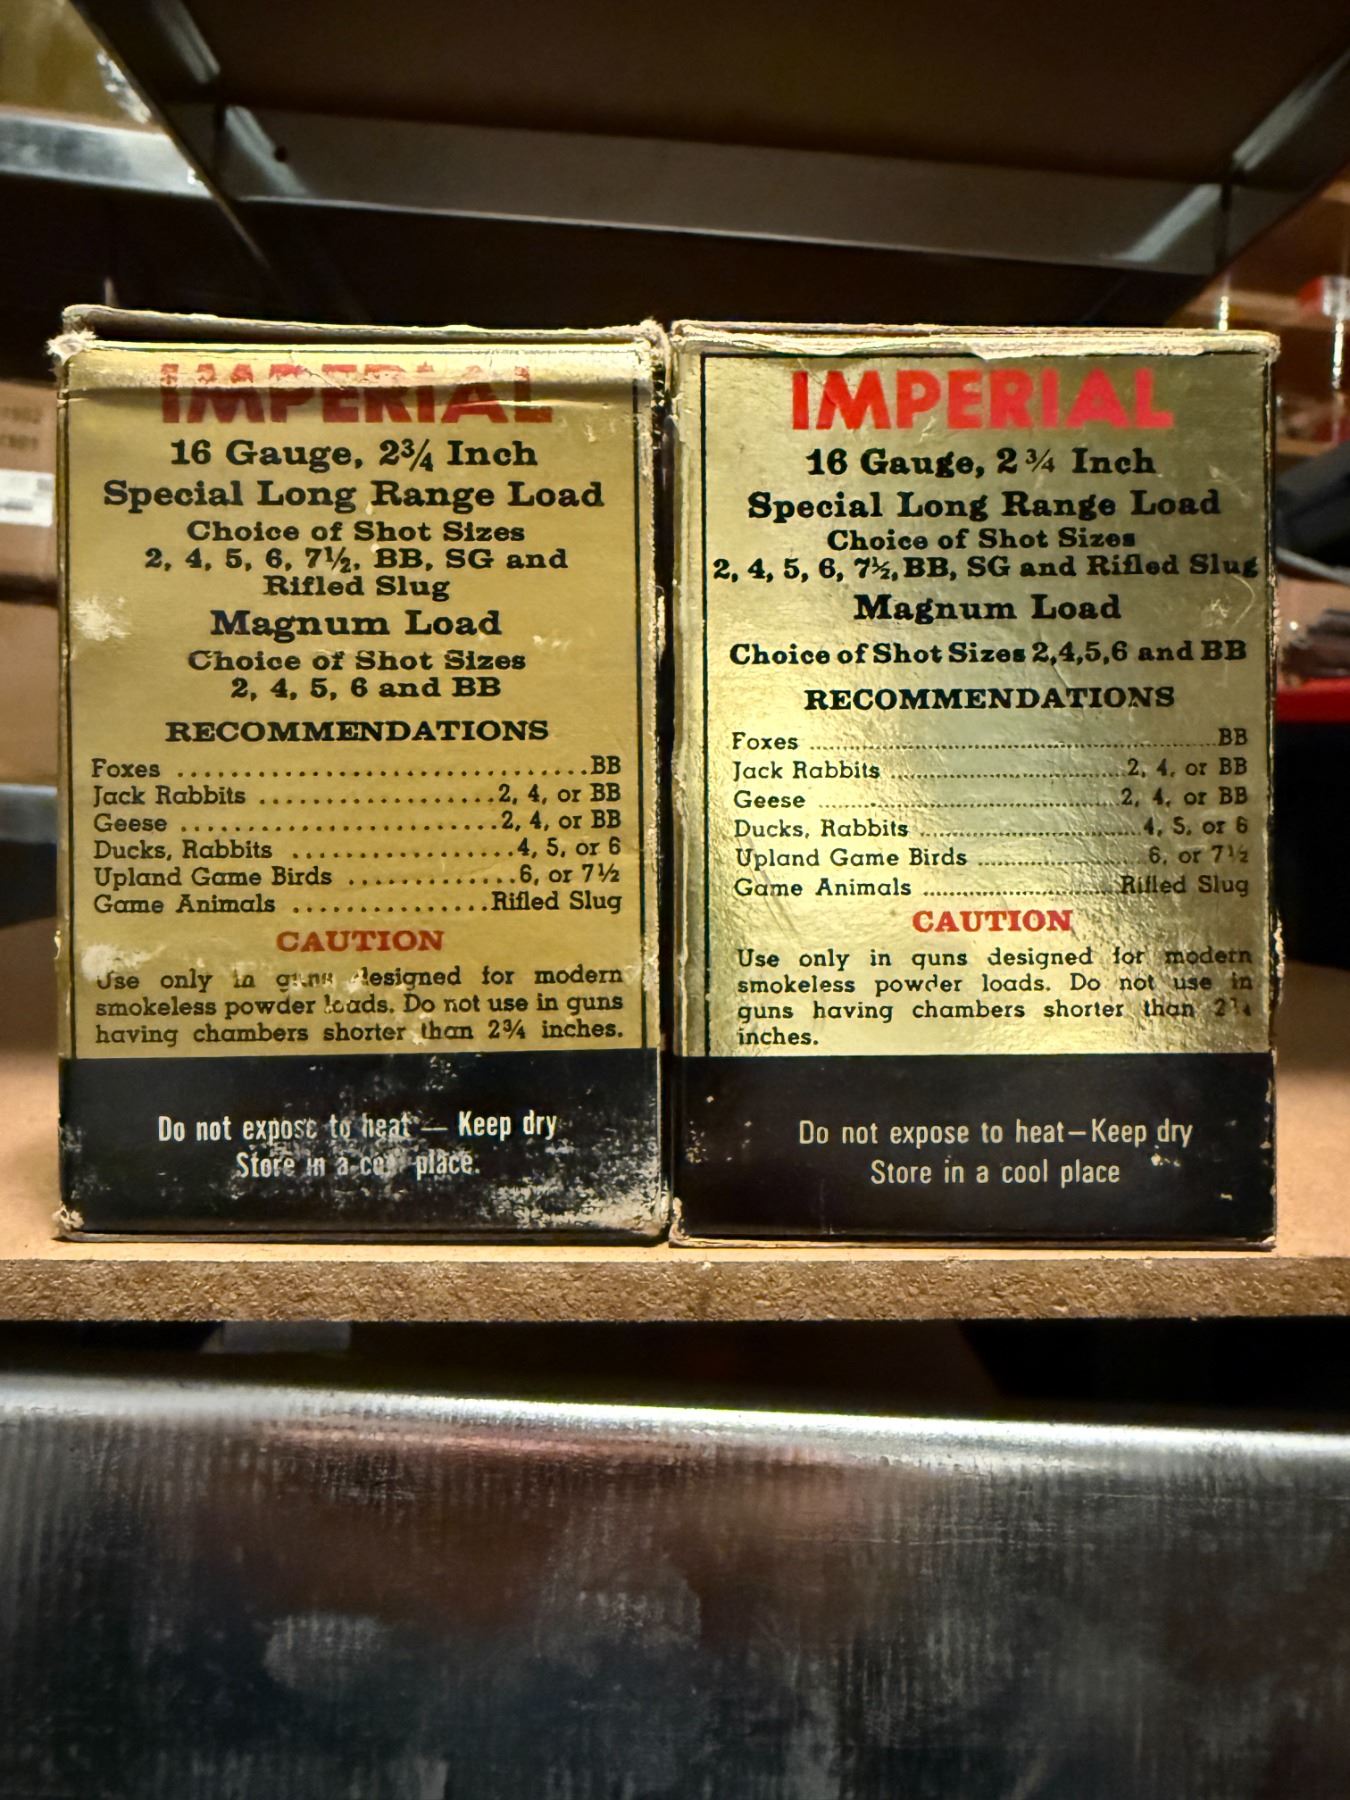 IMPERIAL
16 Gauge, 2¾ Inch
Special Long Range Load
Choice of Shot Sizes
2, 4, 5, 6, 7½, BB, SG and
Rifled Slug
Magnum Load
Choice of Shot Sizes
2, 4, 5, 6 and BB
RECOMMENDATIONS
Foxes ...............................BB
Jack Rabbits ..................2, 4, or BB
Geese ........................2, 4, or BB
Ducks, Rabbits .................4, 5, or 6
Upland Game Birds .............6, or 7½
Game Animals ...............Rifled Slug
CAUTION
Use only in guns designed for modern
smokeless powder loads. Do not use in guns
having chambers shorter than 2¾ inches.
Do not expose to heat — Keep dry
Store in a cool place.
IMPERIAL
16 Gauge, 2¾ Inch
Special Long Range Load
Choice of Shot Sizes
2, 4, 5, 6, 7½, BB, SG and Rifled Slug
Magnum Load
Choice of Shot Sizes 2,4,5,6 and BB
RECOMMENDATIONS
Foxes ...............................BB
Jack Rabbits ..................2, 4, or BB
Geese ........................2, 4, or BB
Ducks, Rabbits .................4, 5, or 6
Upland Game Birds .............6, or 7½
Game Animals ...............Rifled Slug
CAUTION
Use only in guns designed for modern
smokeless powder loads. Do not use in
guns having chambers shorter than 2¾
inches.
Do not expose to heat—Keep dry
Store in a cool place